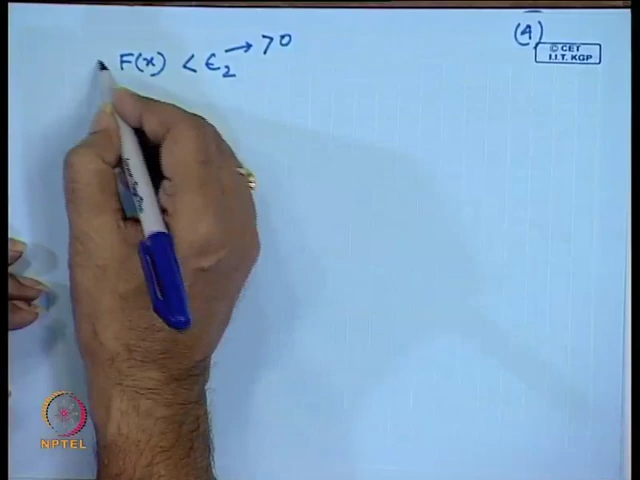 F(x) < ε₂ → >0
(4)
© CET
I.I.T. KGP
NPTEL